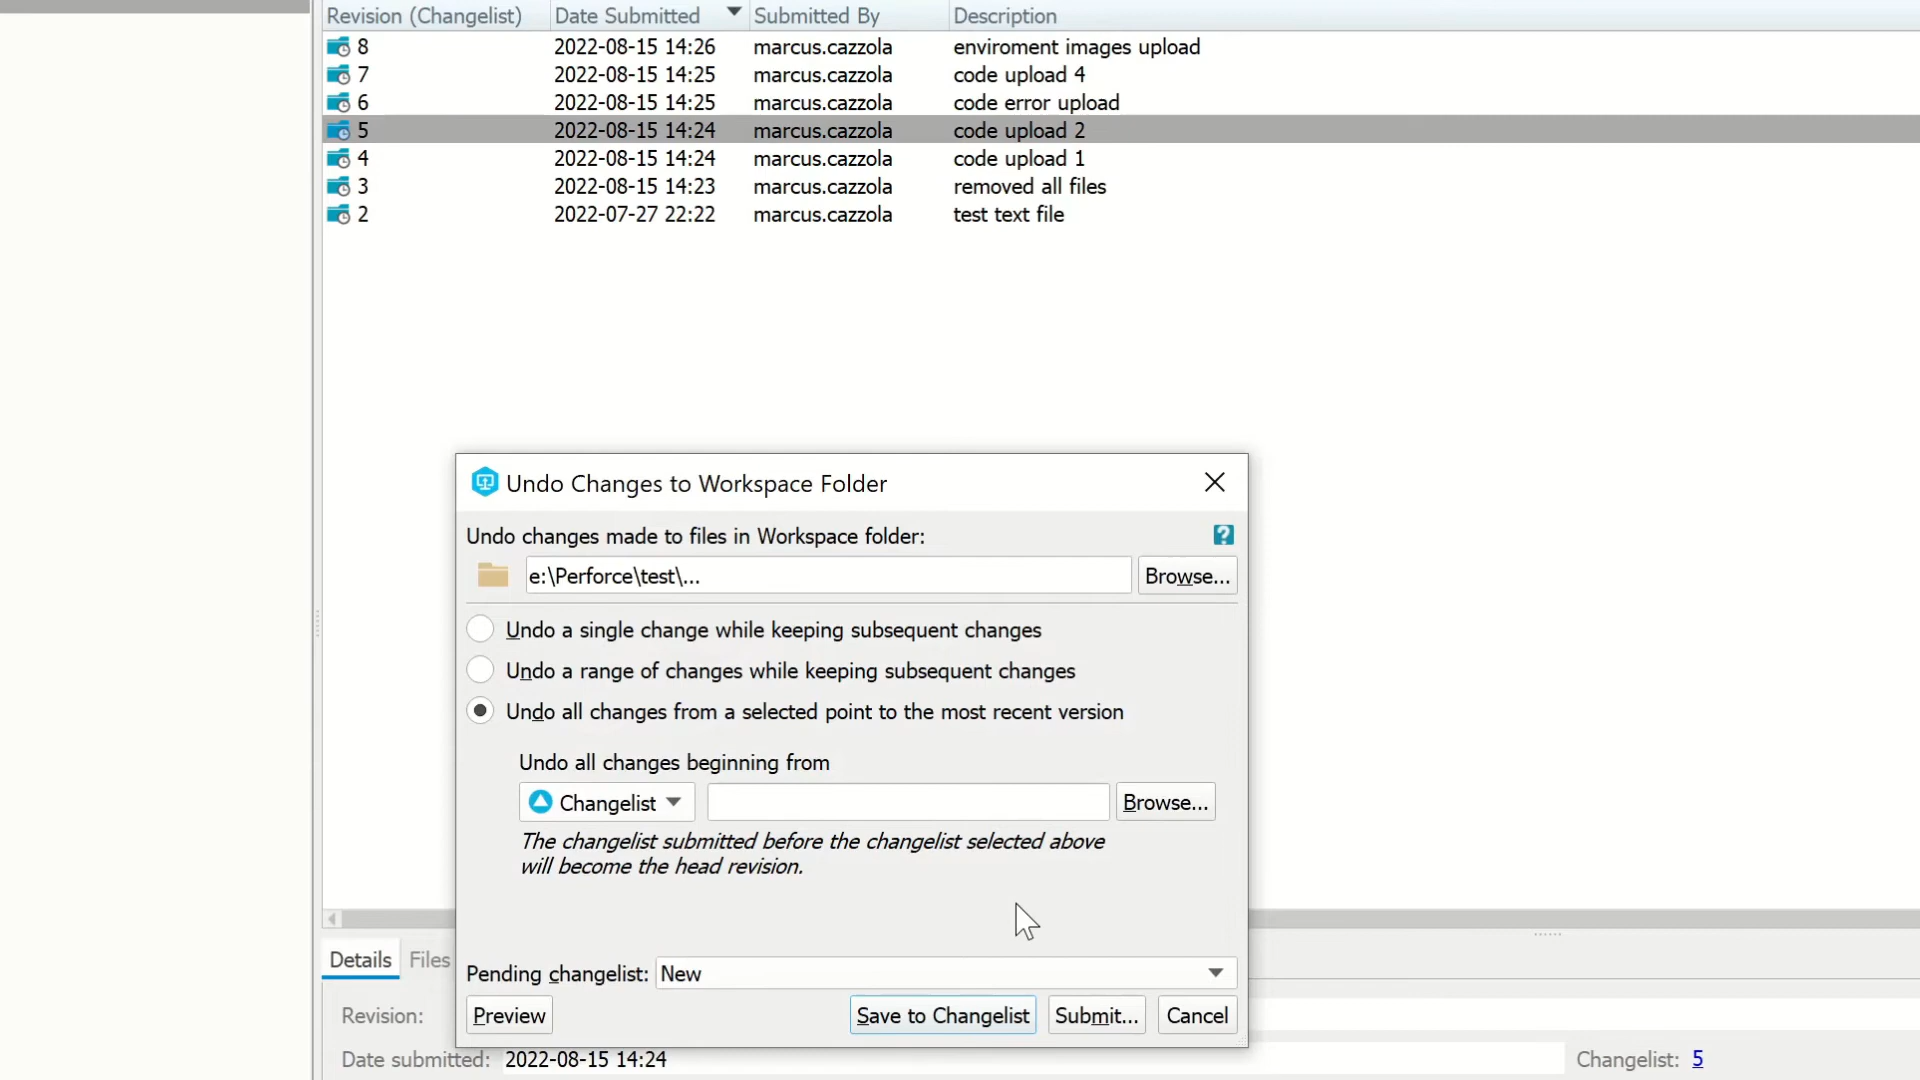 Revision (Changelist) Date Submitted Submitted By Description
8 2022-08-15 14:26 marcus.cazzola enviroment images upload
7 2022-08-15 14:25 marcus.cazzola code upload 4
6 2022-08-15 14:25 marcus.cazzola code error upload
5 2022-08-15 14:24 marcus.cazzola code upload 2
4 2022-08-15 14:24 marcus.cazzola code upload 1
3 2022-08-15 14:23 marcus.cazzola removed all files
2 2022-07-27 22:22 marcus.cazzola test text file
Undo Changes to Workspace Folder
Undo changes made to files in Workspace folder: ?
e:\Perforce\test\... Browse...
Undo a single change while keeping subsequent changes
Undo a range of changes while keeping subsequent changes
Undo all changes from a selected point to the most recent version
Undo all changes beginning from
Changelist Browse...
The changelist submitted before the changelist selected above
will become the head revision.
Details Files
Pending changelist: New
Preview Save to Changelist Submit... Cancel
Revision:
Date submitted: 2022-08-15 14:24 Changelist: 5